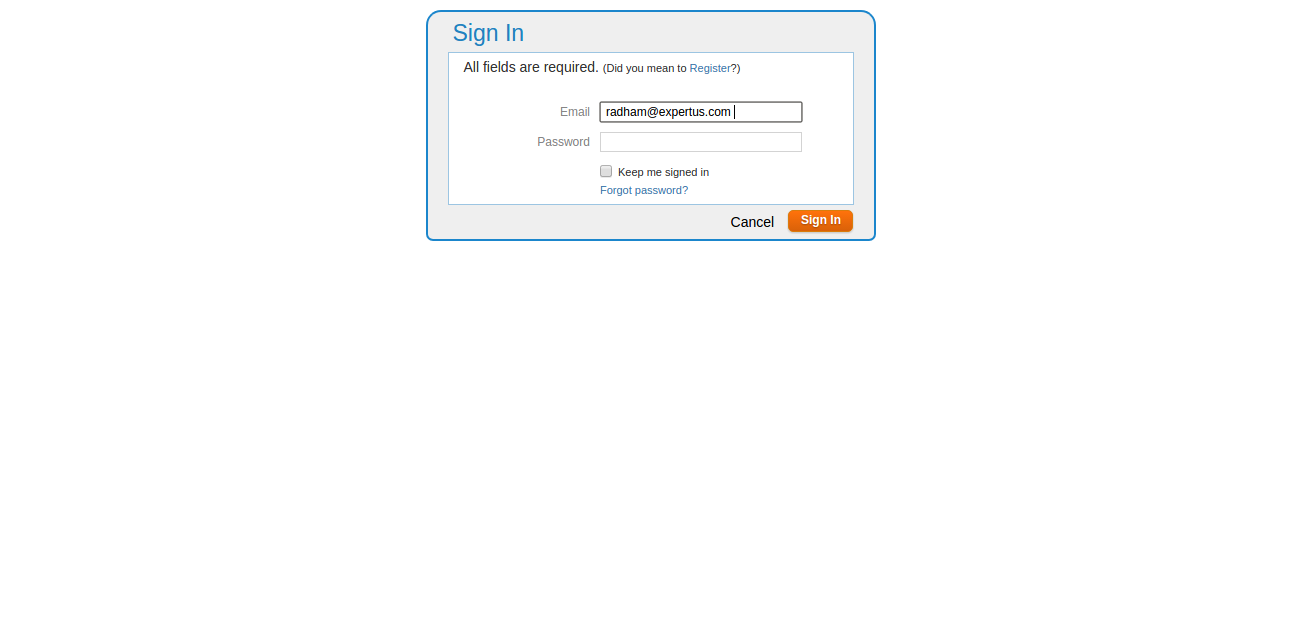 Sign In
All fields are required. (Did you mean to Register?)
Email radham@expertus.com
Password
Keep me signed in
Forgot password?
Cancel Sign In